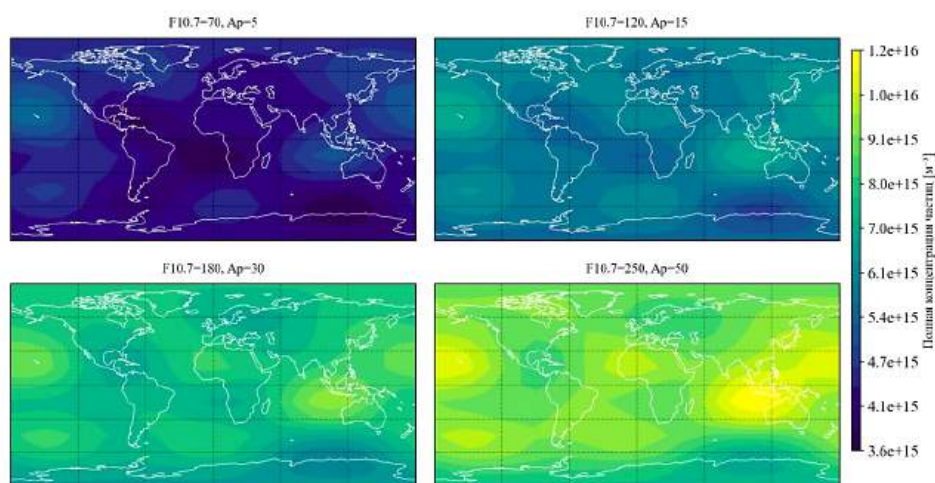 F10.7=70, Ap=5
F10.7=120, Ap=15
F10.7=180, Ap=30
F10.7=250, Ap=50
1.2e+16
1.0e+16
9.1e+15
8.0e+15
7.0e+15
6.1e+15
5.4e+15
4.7e+15
4.1e+15
3.6e+15
Полная концентрация частиц [м⁻³]